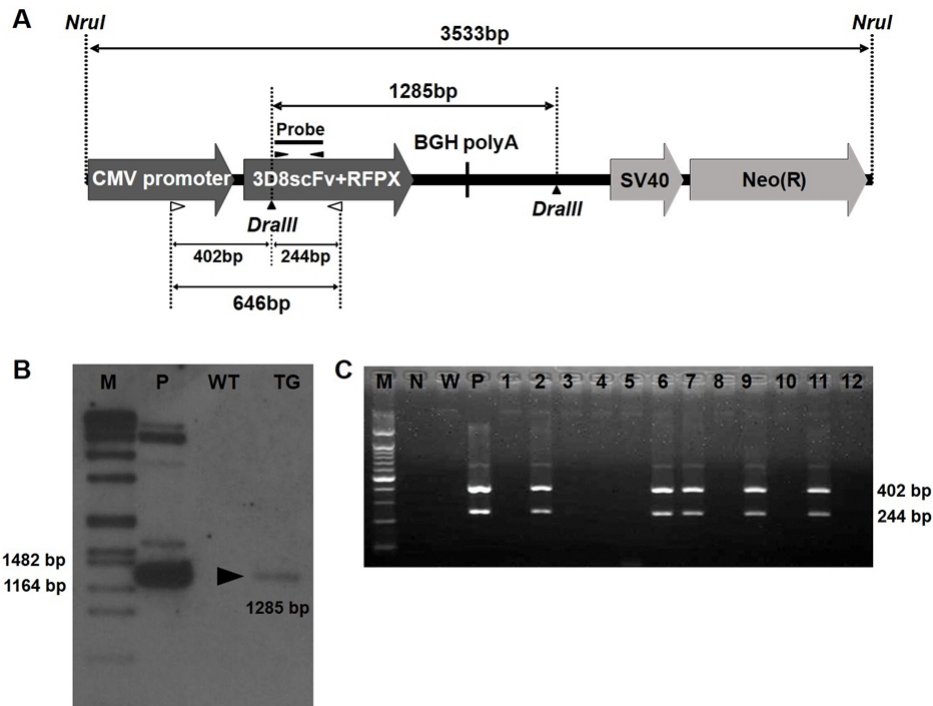 A
NruI
NruI
3533bp
1285bp
Probe
BGH polyA
CMV promoter
3D8scFv+RFPX
SV40
Neo(R)
DraIII
DraIII
402bp
244bp
646bp
B
M P WT TG
1482 bp
1164 bp
1285 bp
C
M N W P 1 2 3 4 5 6 7 8 9 10 11 12
402 bp
244 bp